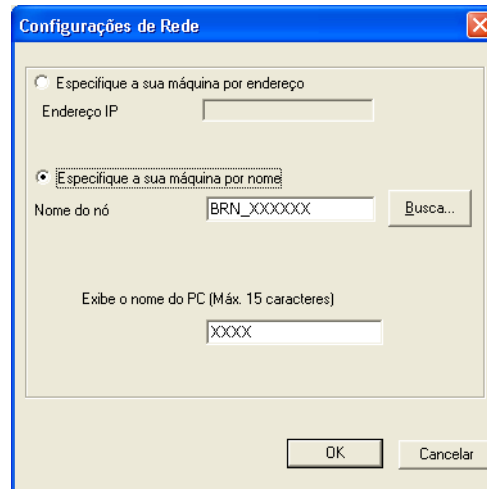 Configurações de Rede
Especifique a sua máquina por endereço
Endereço IP
Especifique a sua máquina por nome
Nome do nó BRN_XXXXXX Busca...
Exibe o nome do PC (Máx. 15 caracteres)
XXXX
OK Cancelar